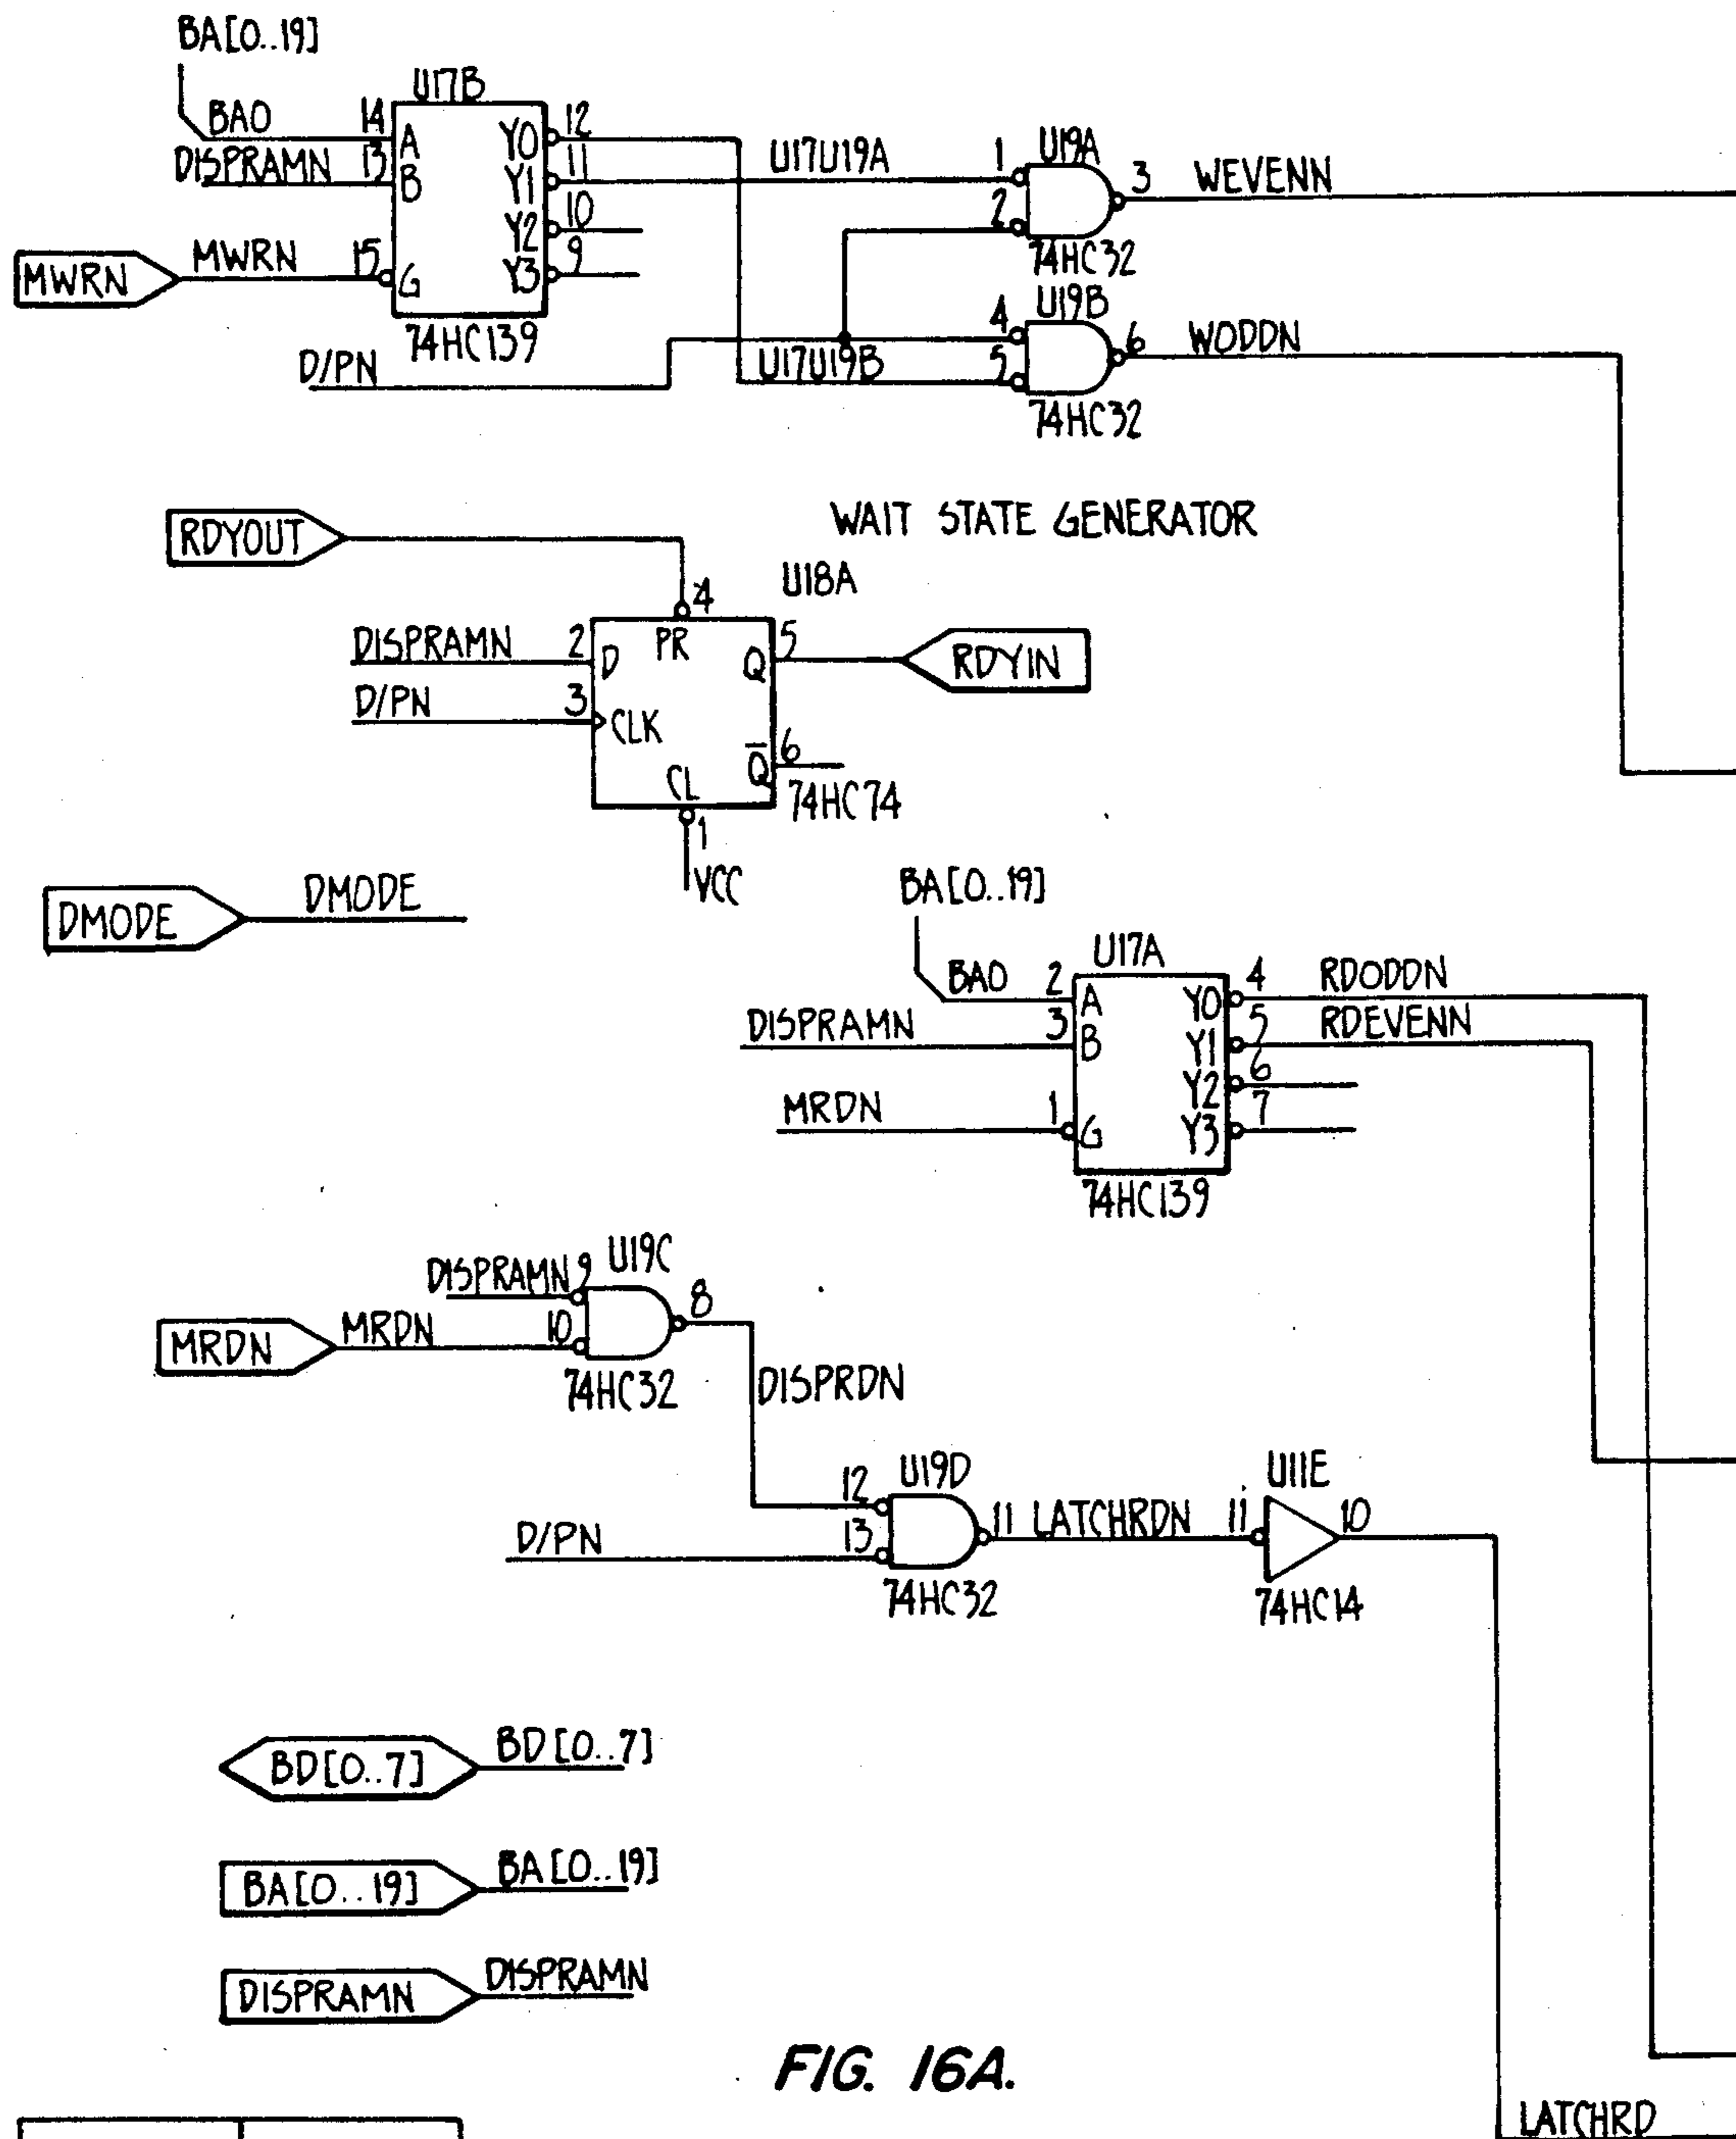 BA[0..19]
U17B
BA0 14 A Y0 12
DISPRAMN 13 B Y1 11 U17U19A 1 U19A 3 WEVENN
Y2 10 2
MWRN MWRN 15 G Y3 9 74HC32
74HC139
D/PN U17U19B 4 5 U19B 6 WODDN
74HC32
WAIT STATE GENERATOR
RDYOUT
4 U18A
DISPRAMN 2 D PR Q 5 RDYIN
D/PN 3 CLK
CL Q 6
74HC74
1
VCC
DMODE DMODE
BA[0..19]
U17A
BA0 2 A Y0 4 RDODDN
DISPRAMN 3 B Y1 5 RDEVENN
Y2 6
MRDN 1 G Y3 7
74HC139
U19C
DISPRAMN 9 8
MRDN MRDN 10
74HC32
DISPRDN
U19D U11E
12 11 LATCHRDN 11 10
D/PN 13
74HC32 74HC14
BD[0..7] BD[0..7]
BA[0..19] BA[0..19]
DISPRAMN DISPRAMN
FIG. 16A.
LATCHRD